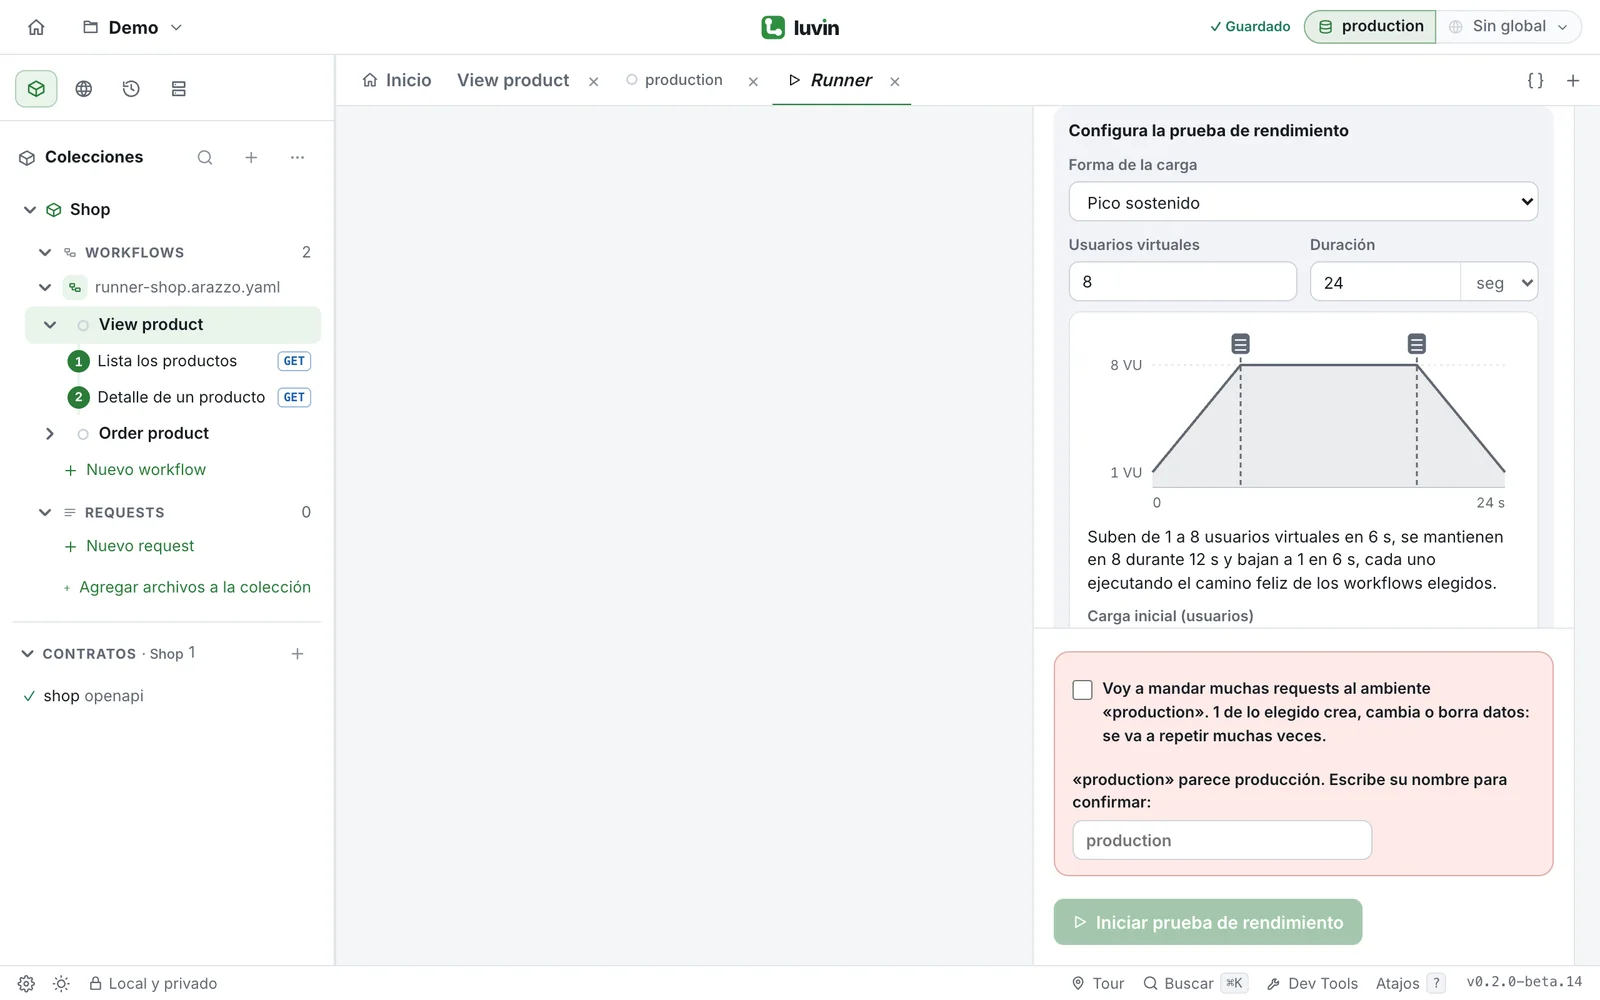 Demo
luvin
Guardado
production
Sin global
Inicio
View product
production
Runner
Colecciones
Shop
WORKFLOWS 2
runner-shop.arazzo.yaml
View product
1 Lista los productos GET
2 Detalle de un producto GET
Order product
+ Nuevo workflow
REQUESTS 0
+ Nuevo request
+ Agregar archivos a la colección
CONTRATOS · Shop 1
shop openapi
Configura la prueba de rendimiento
Forma de la carga
Pico sostenido
Usuarios virtuales Duración
8 24 seg
8 VU
1 VU
0 24 s
Suben de 1 a 8 usuarios virtuales en 6 s, se mantienen
en 8 durante 12 s y bajan a 1 en 6 s, cada uno
ejecutando el camino feliz de los workflows elegidos.
Carga inicial (usuarios)
Voy a mandar muchas requests al ambiente
«production». 1 de lo elegido crea, cambia o borra datos:
se va a repetir muchas veces.
«production» parece producción. Escribe su nombre para
confirmar:
production
Iniciar prueba de rendimiento
Local y privado
Tour
Buscar ⌘K
Dev Tools
Atajos ?
v0.2.0-beta.14